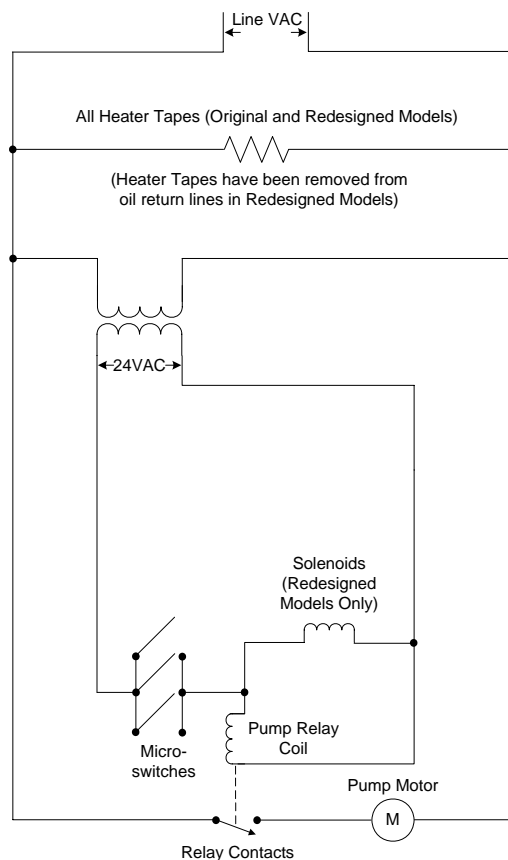 Line VAC
All Heater Tapes (Original and Redesigned Models)
(Heater Tapes have been removed from
oil return lines in Redesigned Models)
24VAC
Solenoids
(Redesigned
Models Only)
Pump Relay
Coil
Micro-
switches
Pump Motor
M
Relay Contacts